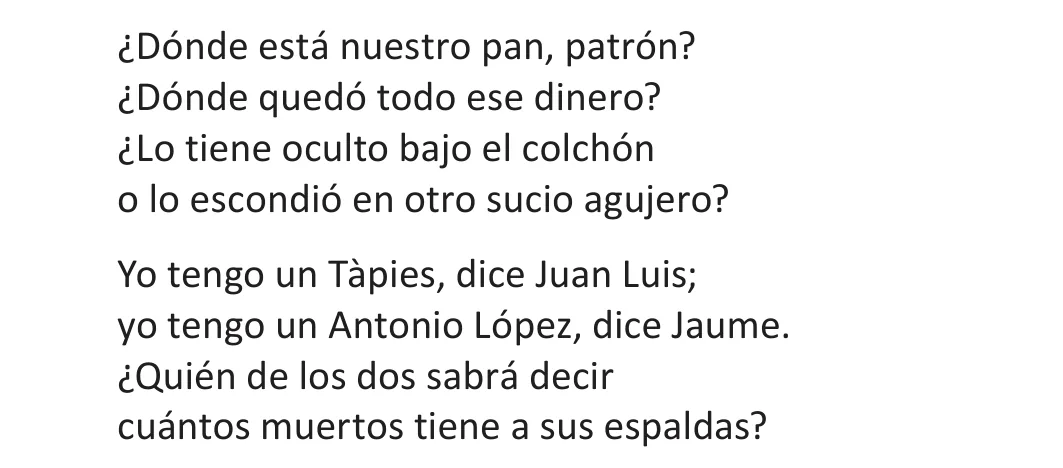 ¿Dónde está nuestro pan, patrón?
¿Dónde quedó todo ese dinero?
¿Lo tiene oculto bajo el colchón
o lo escondió en otro sucio agujero?
Yo tengo un Tàpies, dice Juan Luis;
yo tengo un Antonio López, dice Jaume.
¿Quién de los dos sabrá decir
cuántos muertos tiene a sus espaldas?